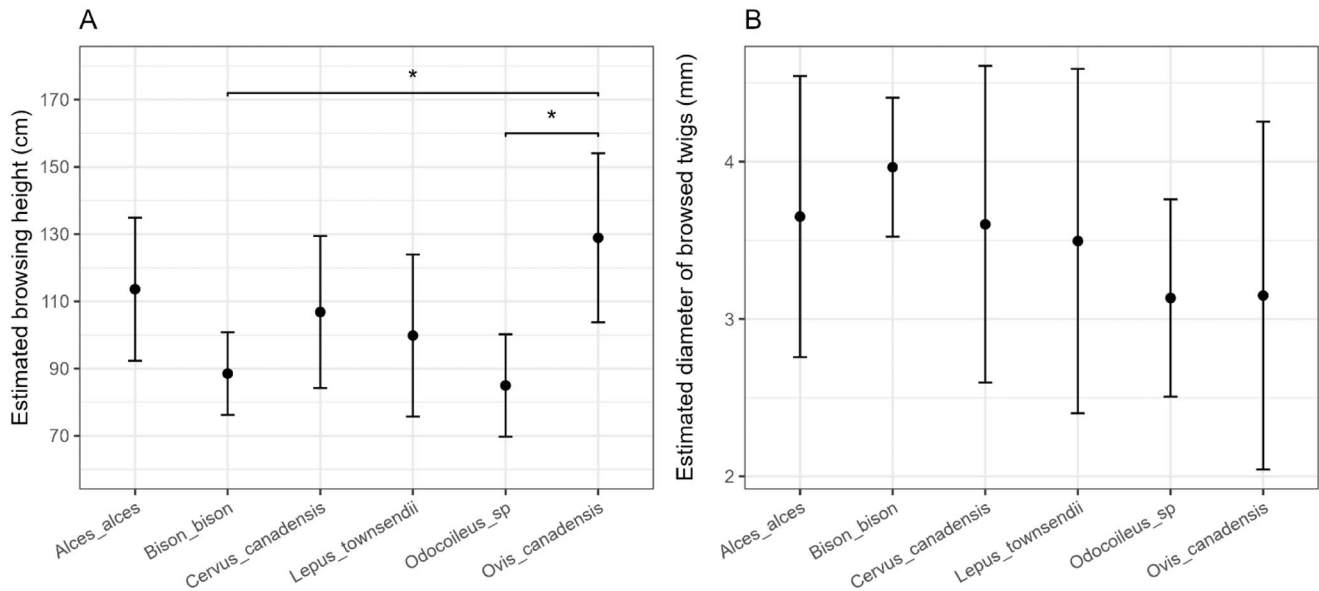 A
Estimated browsing height (cm)
170
150
130
110
90
70
*
*
Alces_alces
Bison_bison
Cervus_canadensis
Lepus_townsendii
Odocoileus_sp
Ovis_canadensis
B
Estimated diameter of browsed twigs (mm)
4
3
2
Alces_alces
Bison_bison
Cervus_canadensis
Lepus_townsendii
Odocoileus_sp
Ovis_canadensis